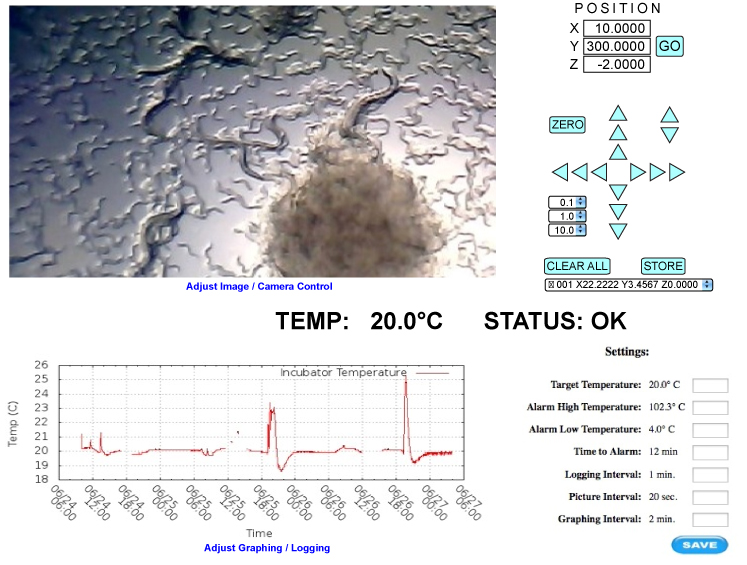 POSITION
X 10.0000
Y 300.0000 GO
Z -2.0000
ZERO
0.1
1.0
10.0
CLEAR ALL STORE
001 X22.2222 Y3.4567 Z0.0000
Adjust Image / Camera Control
TEMP: 20.0°C STATUS: OK
Incubator Temperature
Temp (C)
26
25
24
23
22
21
20
19
18
06/24 06:00
06/24 12:00
06/24 18:00
06/25 00:00
06/25 06:00
06/25 12:00
06/25 18:00
06/26 00:00
06/26 06:00
06/26 12:00
06/26 18:00
06/27 00:00
06/27 06:00
Time
Adjust Graphing / Logging
Settings:
Target Temperature: 20.0° C
Alarm High Temperature: 102.3° C
Alarm Low Temperature: 4.0° C
Time to Alarm: 12 min
Logging Interval: 1 min.
Picture Interval: 20 sec.
Graphing Interval: 2 min.
SAVE